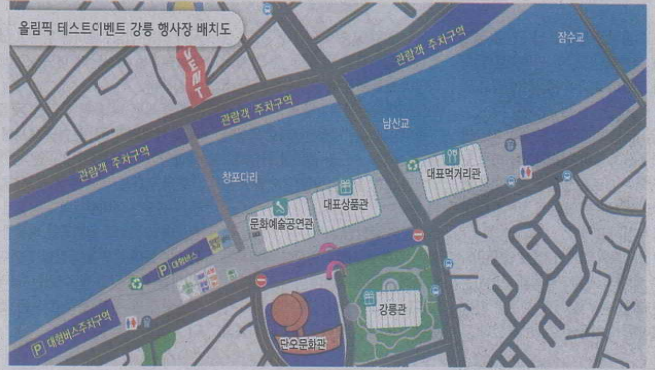 올림픽 테스트이벤트 강릉 행사장 배치도
EVENT
관람객 주차구역
잠수교
관람객 주차구역
남산교
관람객 주차구역
창포다리
대표먹거리관
대표상품관
문화예술공연관
P 대형버스
강릉관
단오문화관
P 대형버스주차구역